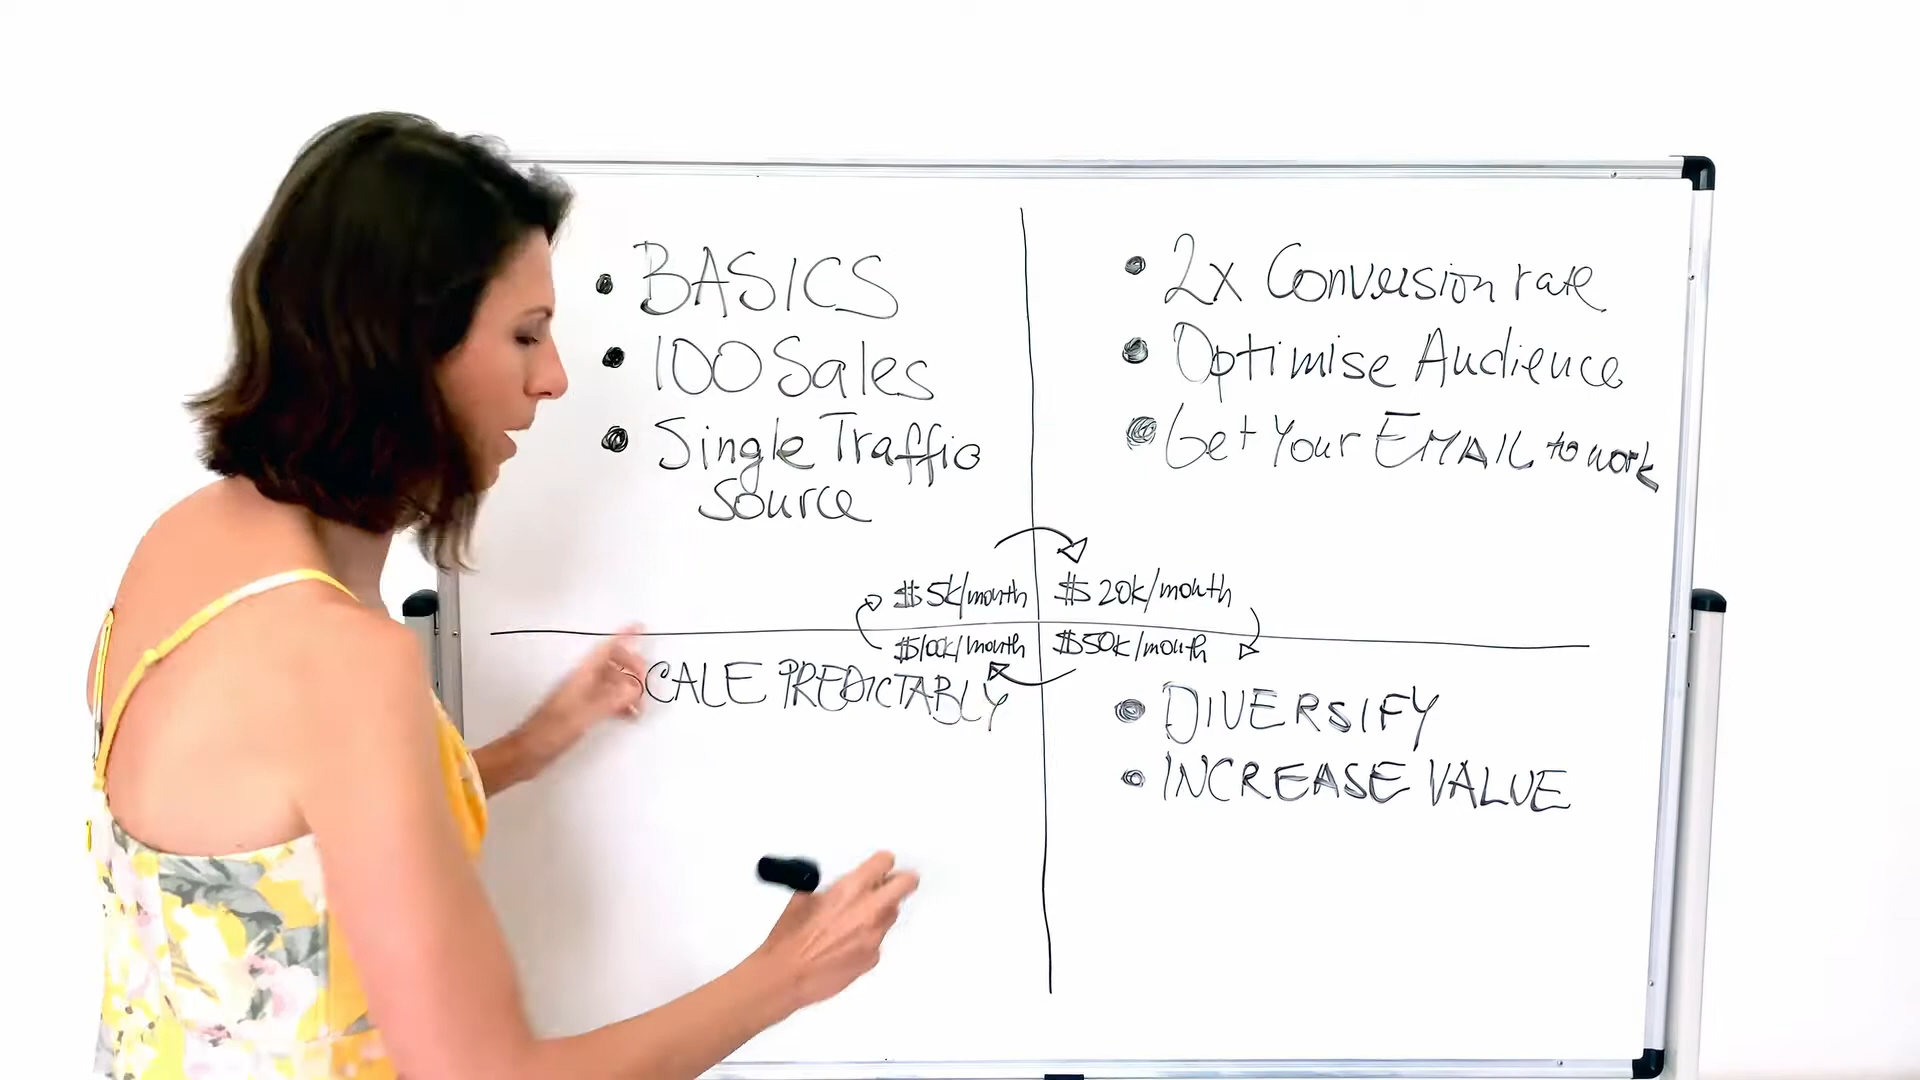 BASICS
100 Sales
Single Traffic
Source
$5k/month
2x Conversion rate
Optimise Audience
Get Your EMAIL to work
$20k/month
$100k/month
SCALE PREDICTABLY
$50k/month
DIVERSIFY
INCREASE VALUE